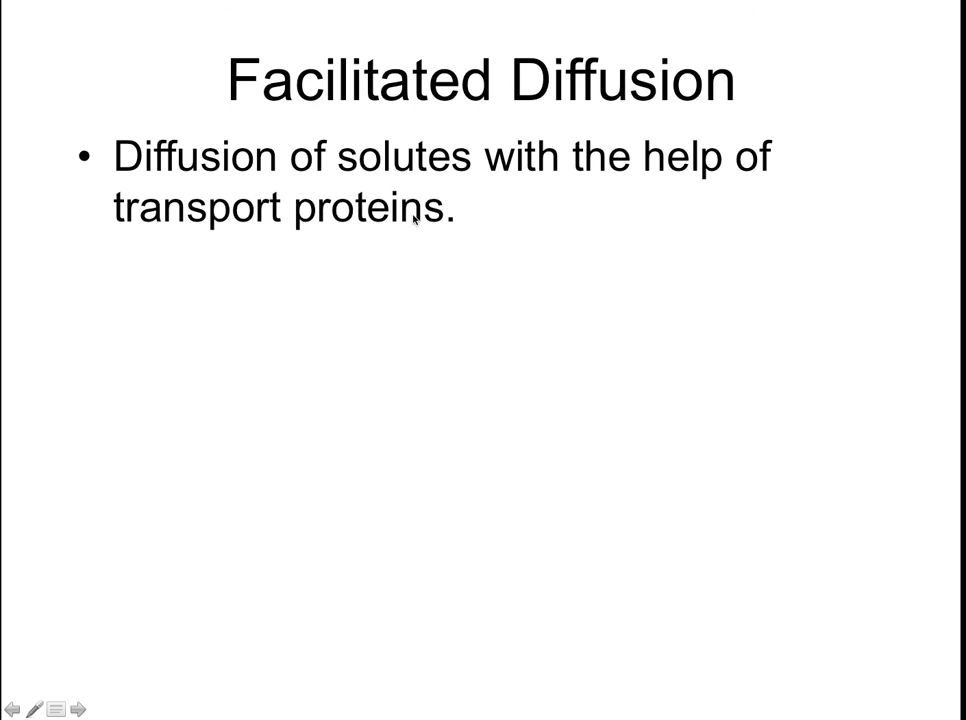 Facilitated Diffusion
• Diffusion of solutes with the help of
transport proteins.